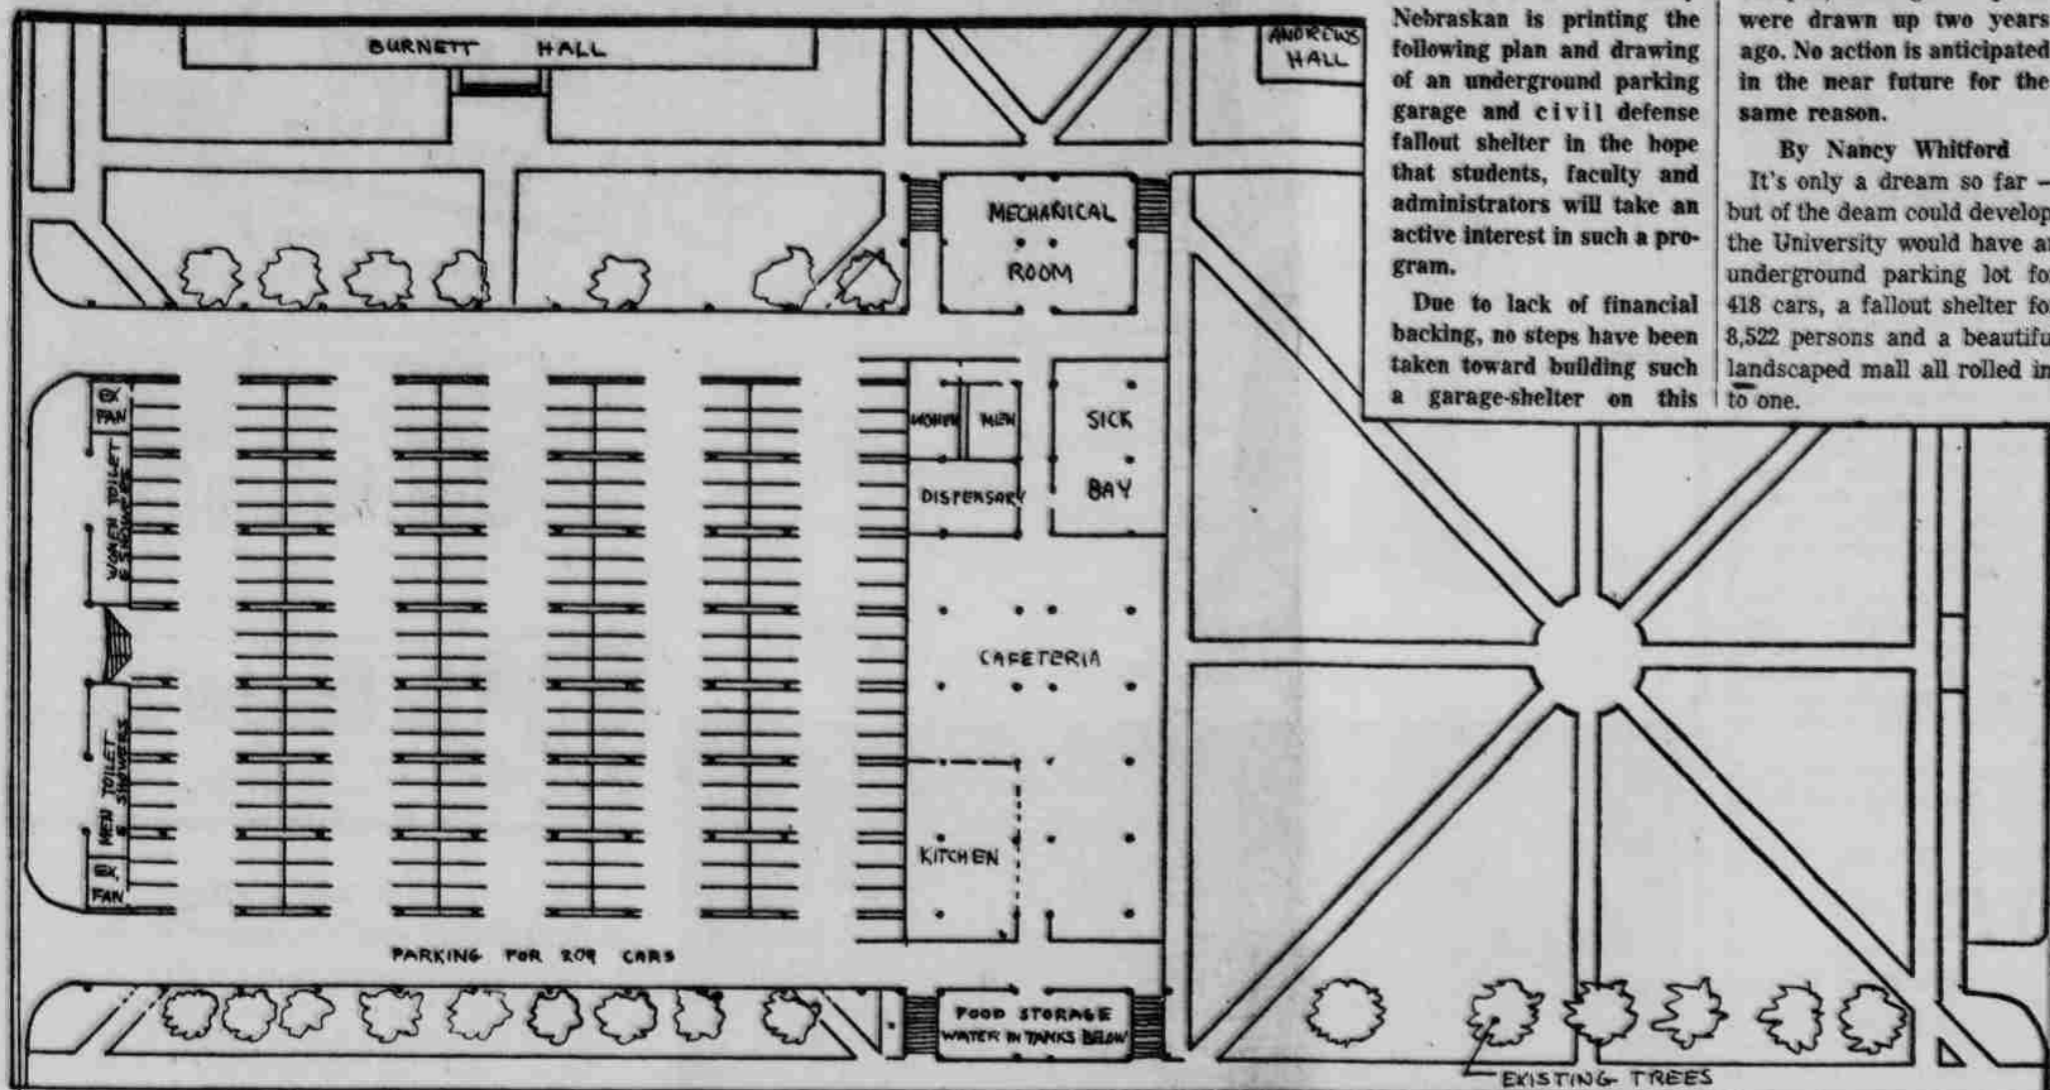 BURNETT HALL
ANDREWS
HALL
MECHANICAL
ROOM
EX
FAN
WOMEN TOILET
& SHOWERS
MEN TOILET
& SHOWERS
EX.
FAN
WOMEN MEN
SICK
BAY
DISPENSARY
CAFETERIA
KITCHEN
PARKING FOR 209 CARS
FOOD STORAGE
WATER IN TANKS BELOW
EXISTING TREES
Nebraskan is printing the
following plan and drawing
of an underground parking
garage and civil defense
fallout shelter in the hope
that students, faculty and
administrators will take an
active interest in such a pro-
gram.
Due to lack of financial
backing, no steps have been
taken toward building such
a garage-shelter on this
were drawn up two years
ago. No action is anticipated
in the near future for the
same reason.
By Nancy Whitford
It's only a dream so far —
but of the deam could develop
the University would have a
underground parking lot fo
418 cars, a fallout shelter fo
8,522 persons and a beautifu
landscaped mall all rolled in
to one.